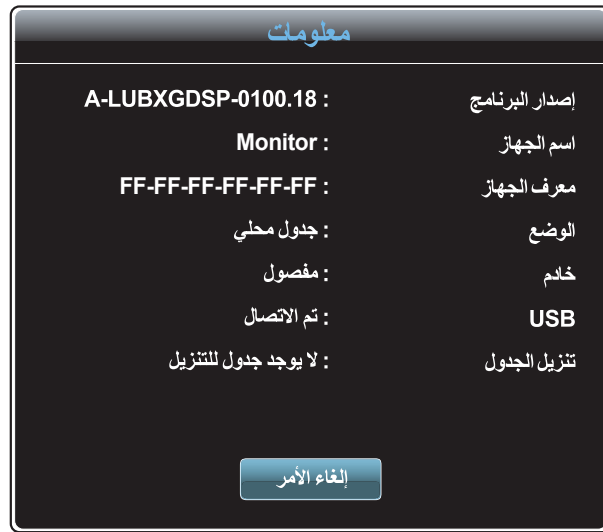 معلومات
إصدار البرنامج : A-LUBXGDSP-0100.18
اسم الجهاز : Monitor
معرف الجهاز : FF-FF-FF-FF-FF-FF
الوضع : جدول محلي
خادم : مفصول
USB : تم الاتصال
تنزيل الجدول : لا يوجد جدول للتنزيل
إلغاء الأمر